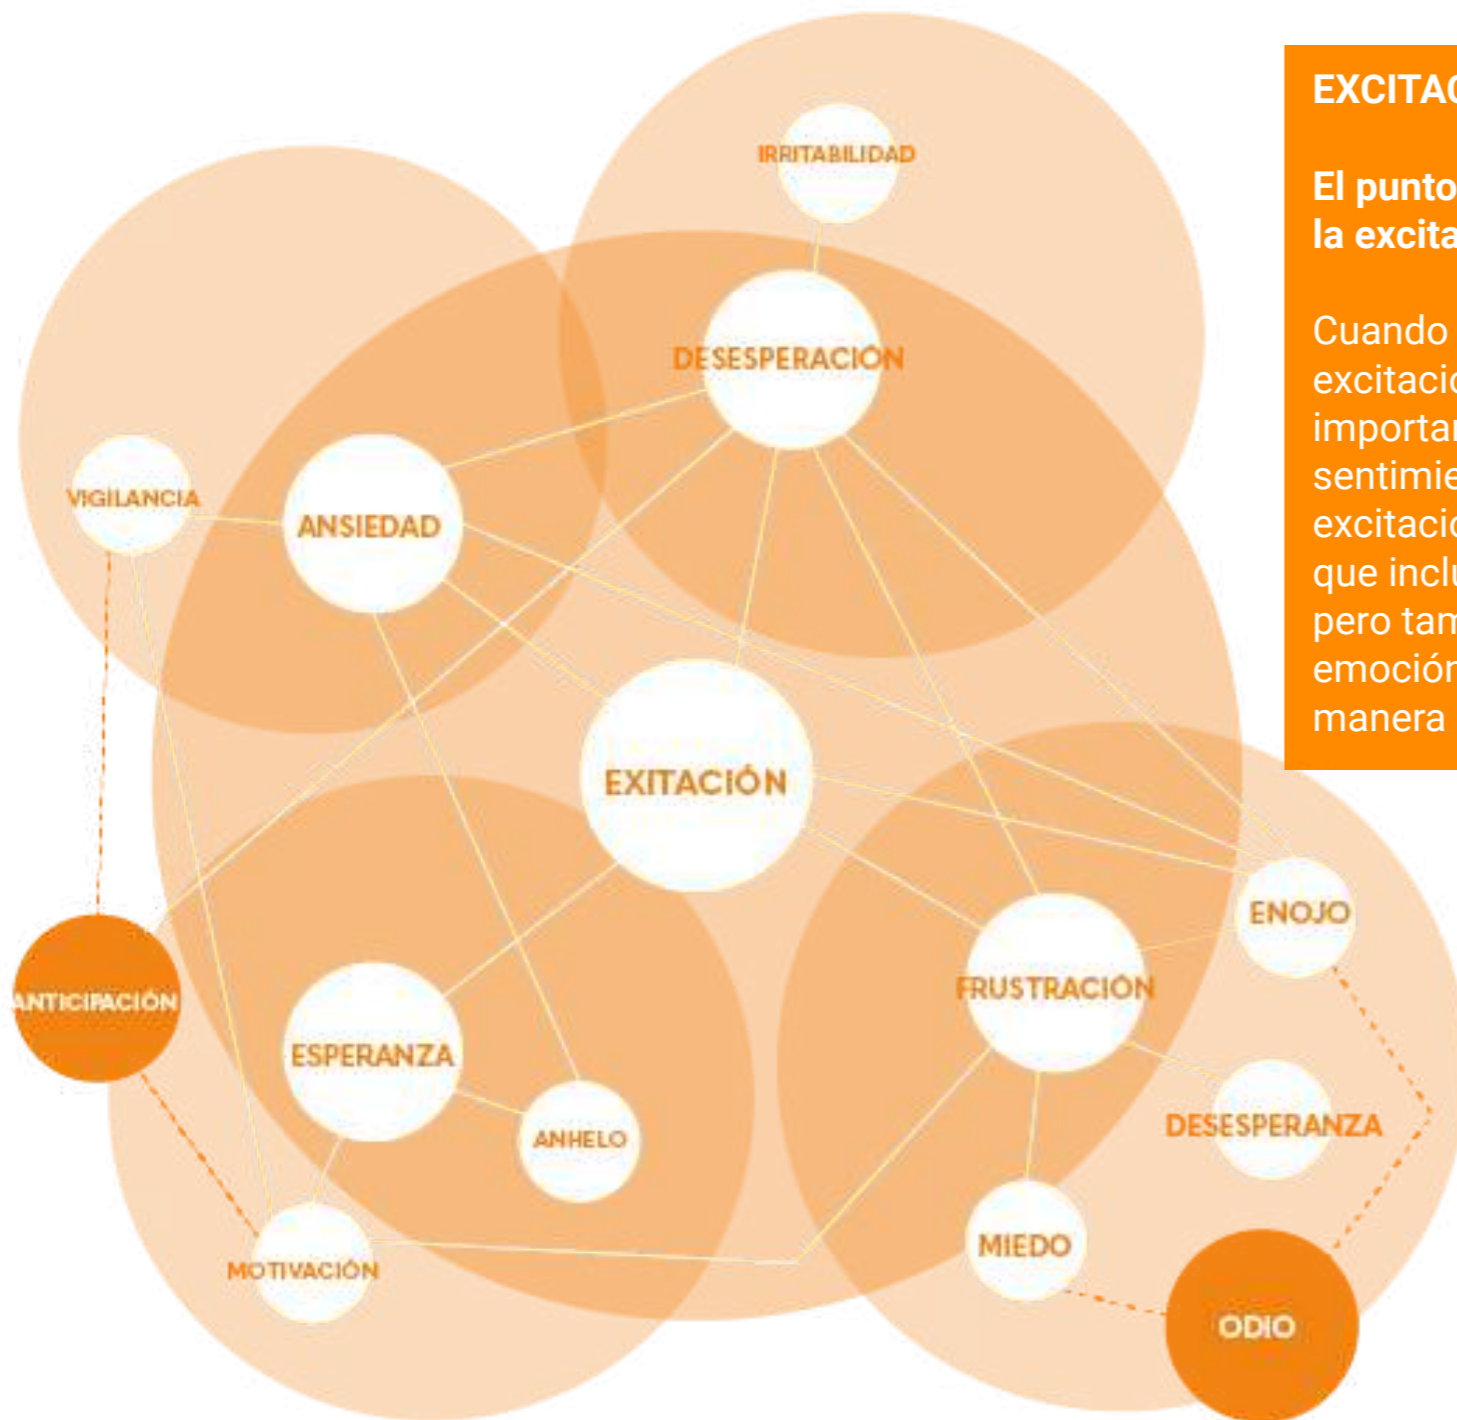 IRRITABILIDAD
DESESPERACIÓN
VIGILANCIA
ANSIEDAD
EXITACIÓN
ENOJO
ANTICIPACIÓN
FRUSTRACIÓN
ESPERANZA
ANHELO
DESESPERANZA
MOTIVACIÓN
MIEDO
ODIO
EXCITAC
El punto
la excita
Cuando
excitació
importar
sentimie
excitació
que inclu
pero tam
emoción
manera